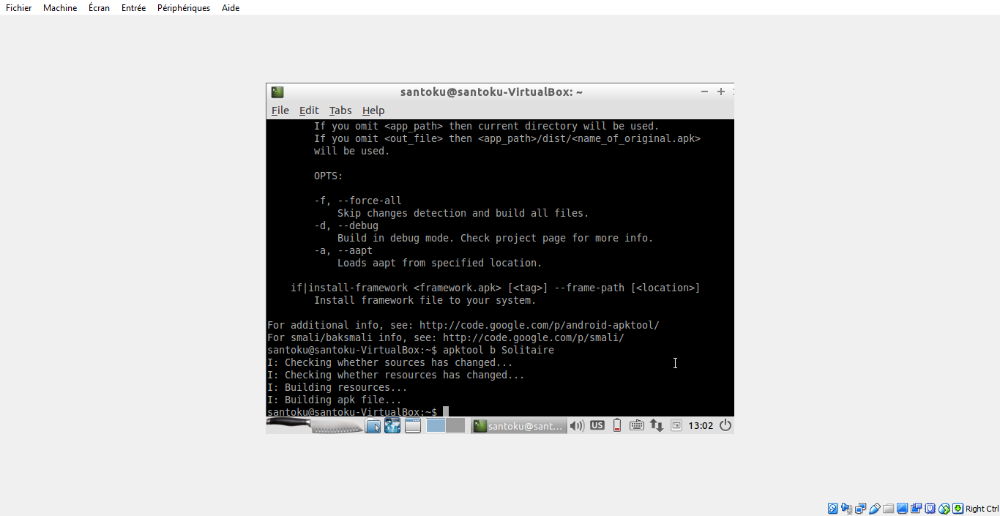 Fichier Machine Écran Entrée Périphériques Aide
santoku@santoku-VirtualBox: ~
File Edit Tabs Help
If you omit <app_path> then current directory will be used.
If you omit <out_file> then <app_path>/dist/<name_of_original.apk>
will be used.
OPTS:
-f, --force-all
Skip changes detection and build all files.
-d, --debug
Build in debug mode. Check project page for more info.
-a, --aapt
Loads aapt from specified location.
if|install-framework <framework.apk> [<tag>] --frame-path [<location>]
Install framework file to your system.
For additional info, see: http://code.google.com/p/android-apktool/
For smali/baksmali info, see: http://code.google.com/p/smali/
santoku@santoku-VirtualBox:~$ apktool b Solitaire
I: Checking whether sources has changed...
I: Checking whether resources has changed...
I: Building resources...
I: Building apk file...
santoku@santoku-VirtualBox:~$
santoku@sant... US 13:02
Right Ctrl